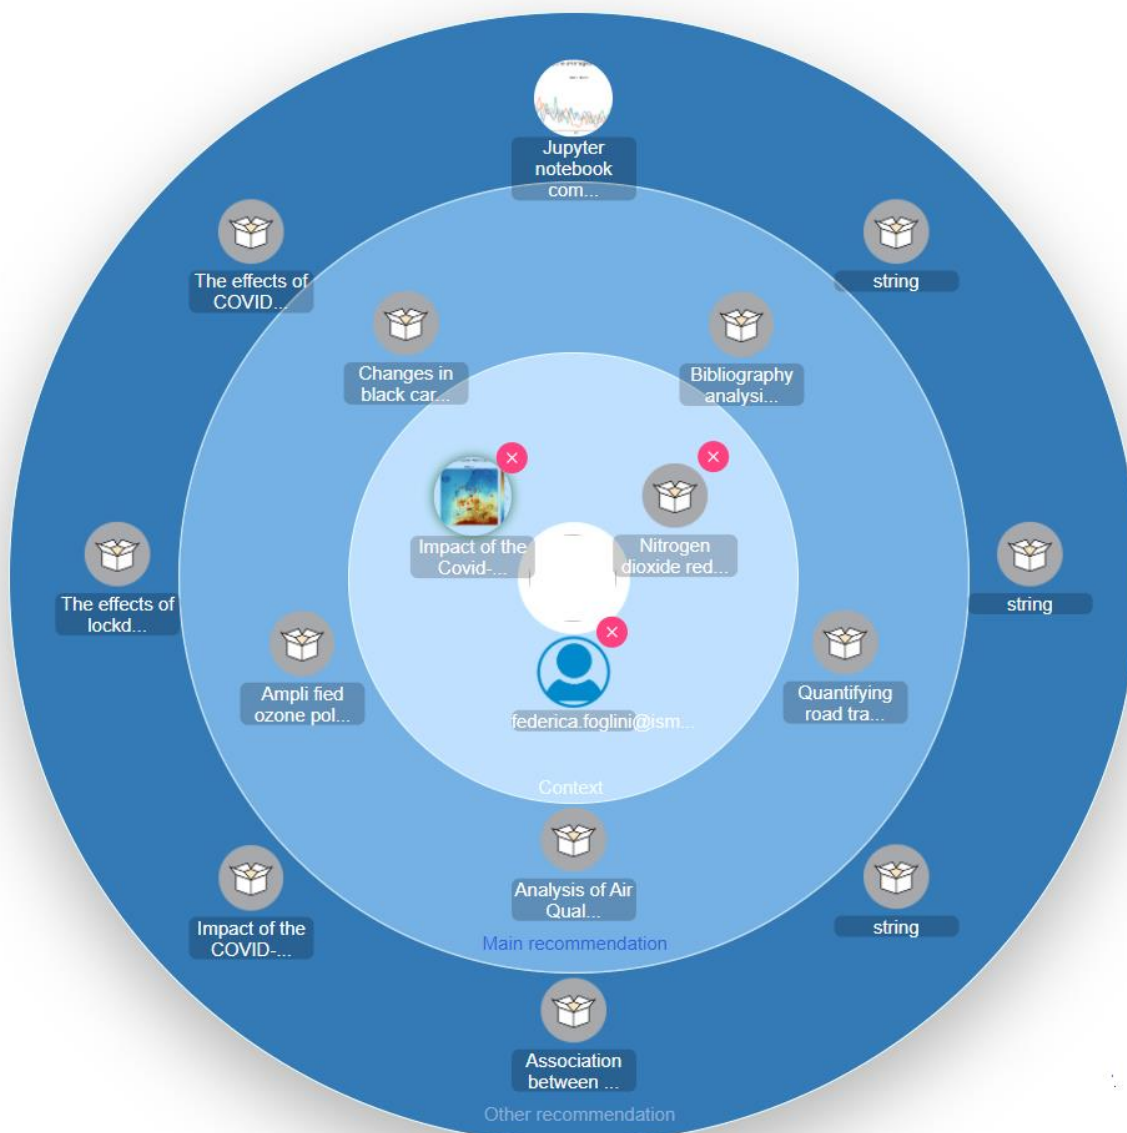 Jupyter
notebook
com...
The effects of
COVID...
string
Changes in
black car...
Bibliography
analysi...
Impact of the
Covid-...
Nitrogen
dioxide red...
The effects of
lockd...
string
federica.foglini@ism...
Ampli fied
ozone pol...
Quantifying
road tra...
Context
Analysis of Air
Qual...
Impact of the
COVID-...
string
Main recommendation
Association
between ...
Other recommendation